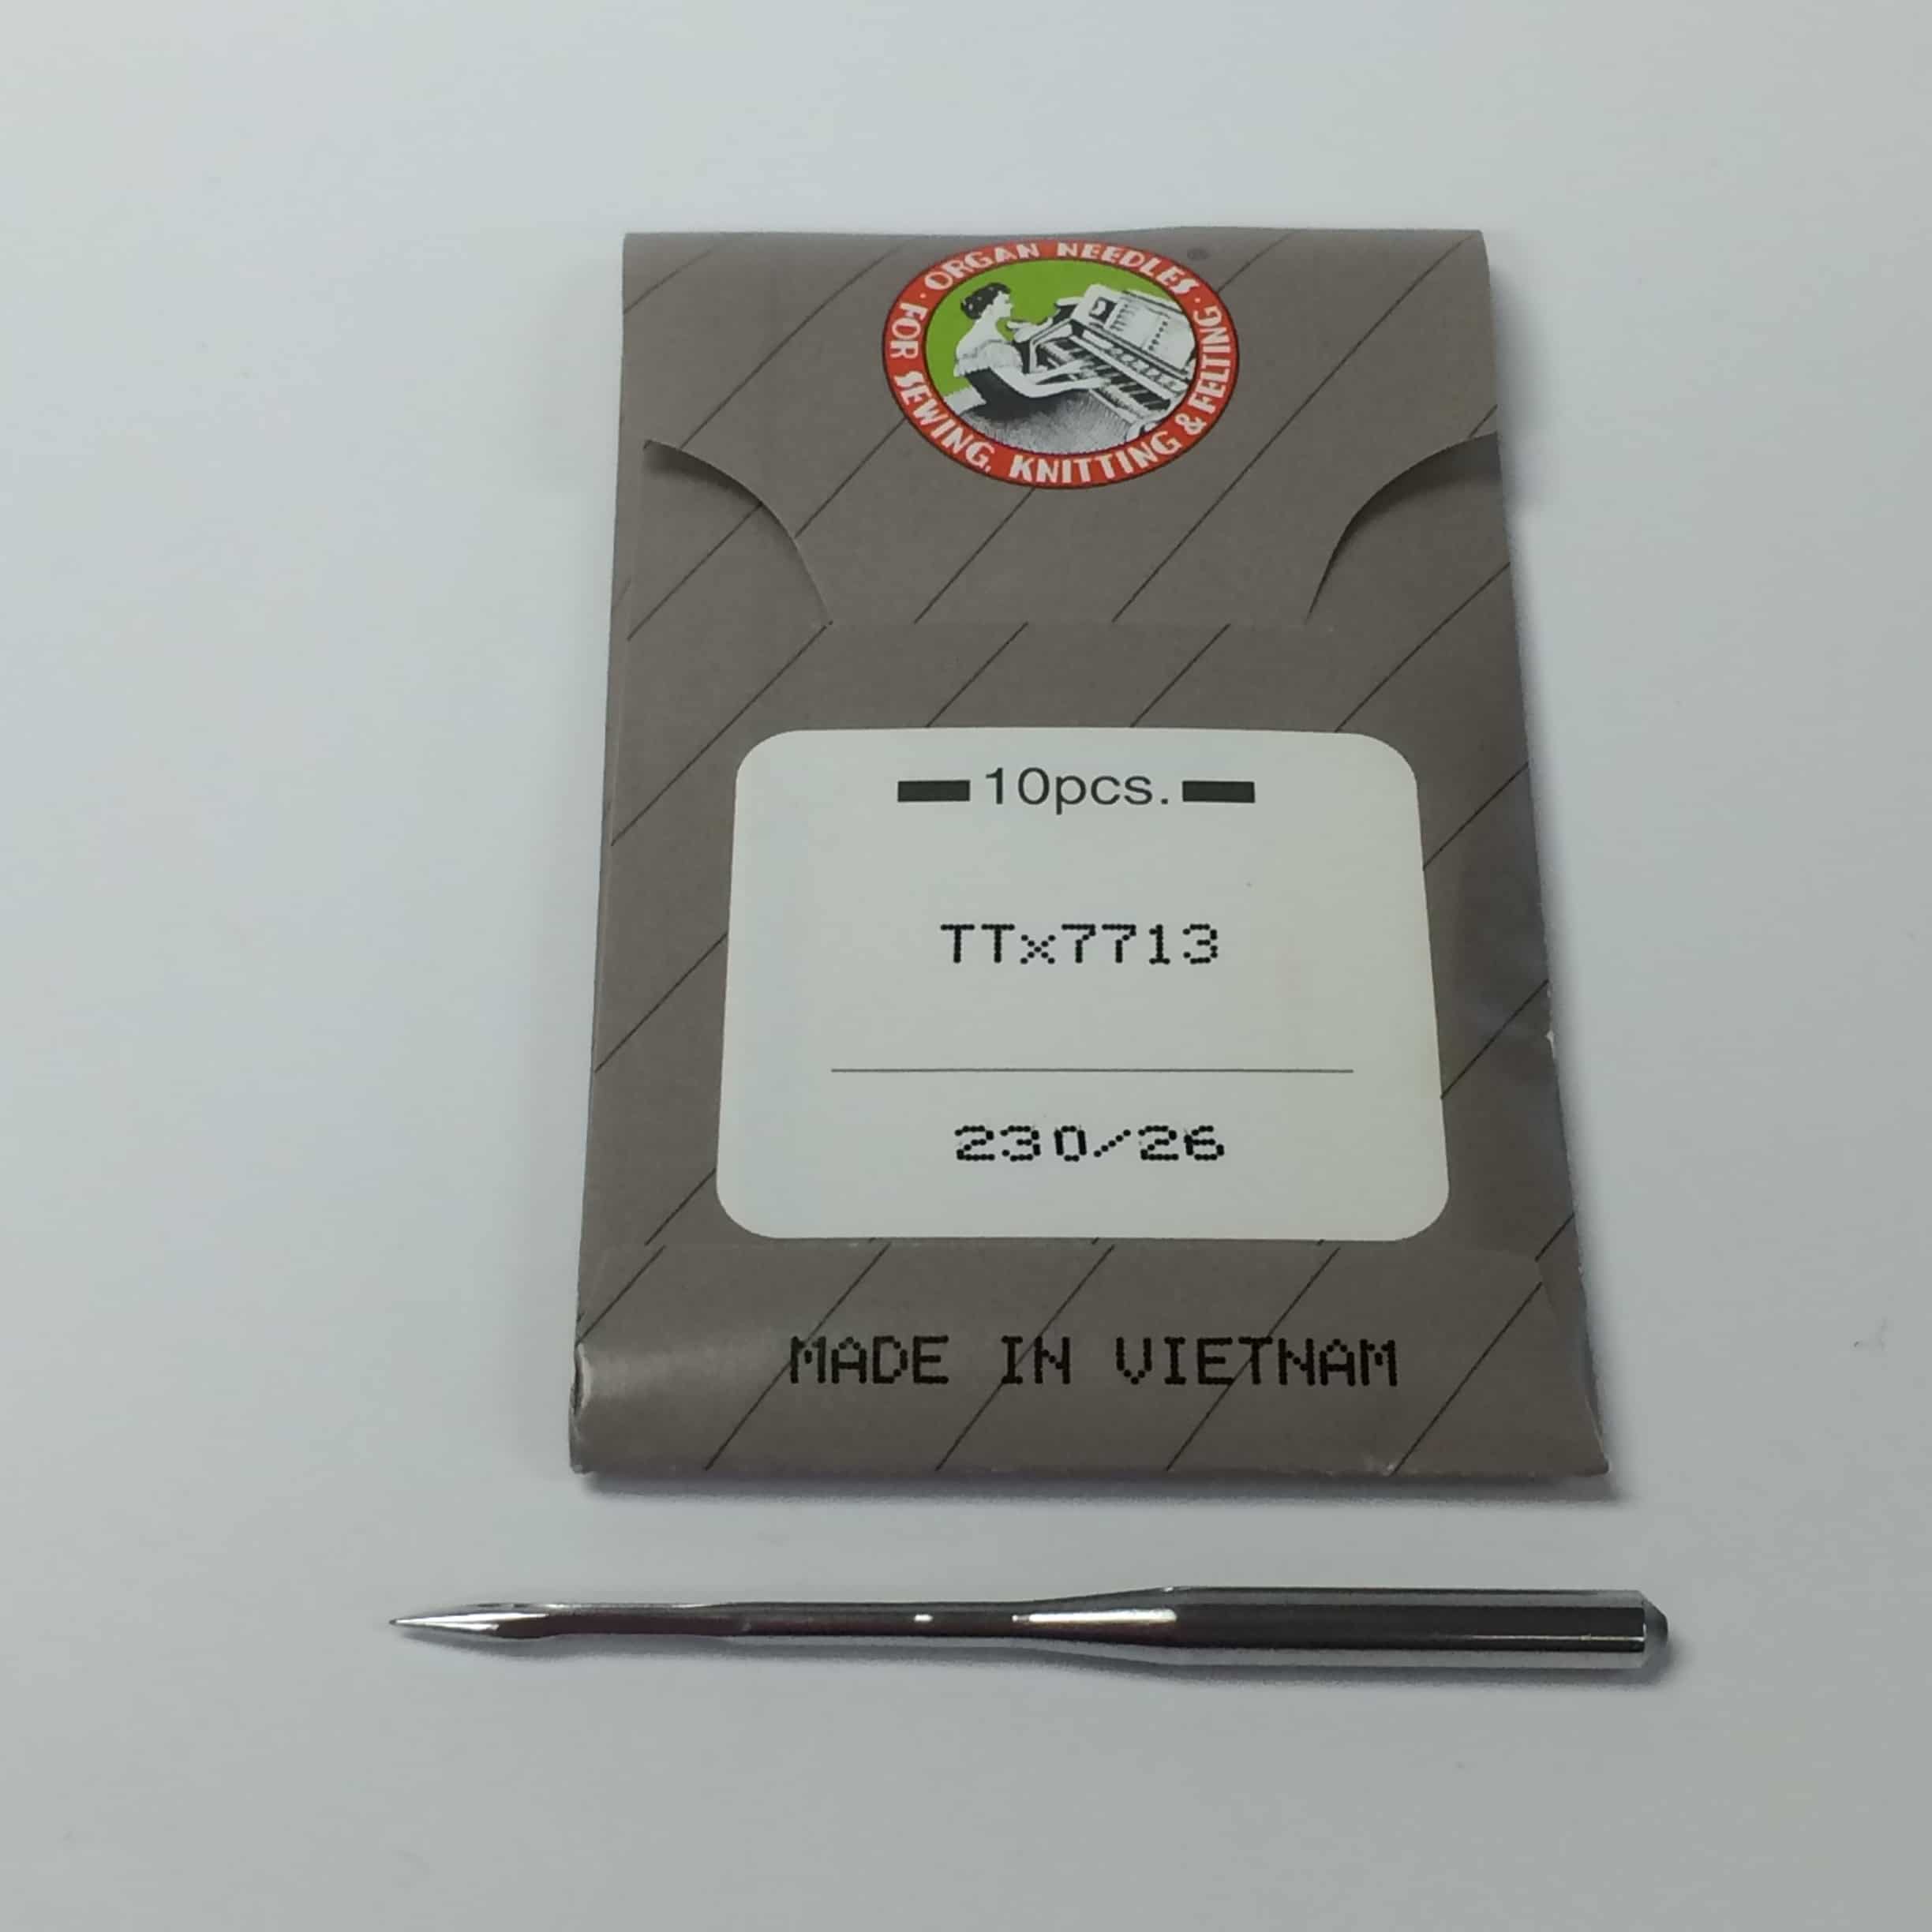 · ORGAN NEEDLES ·
FOR SEWING, KNITTING & FELTING.
10pcs.
TTx7713
230/26
MADE IN VIETNAM